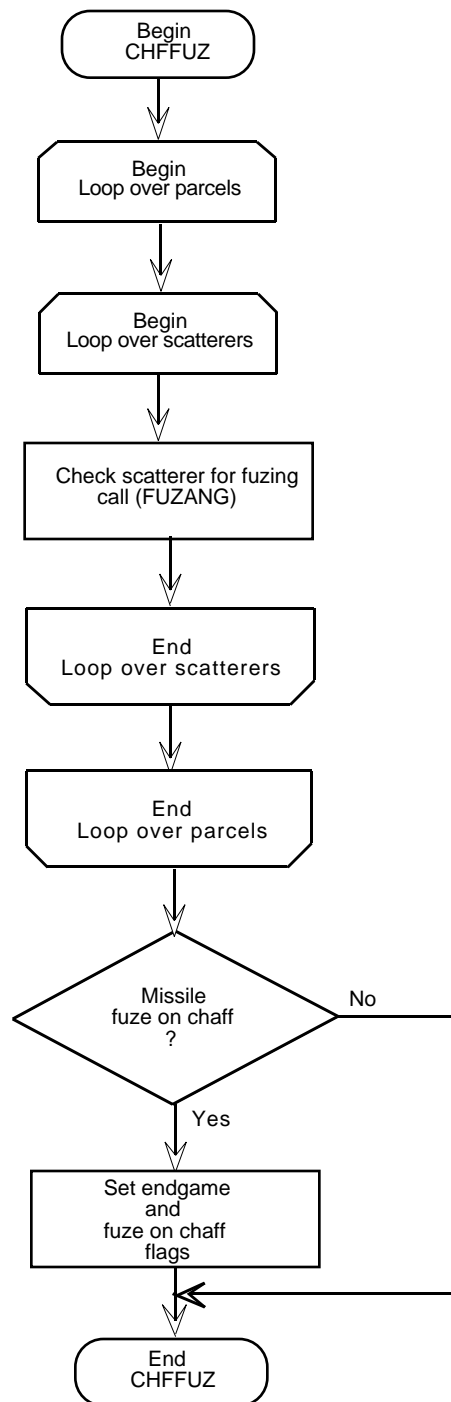 Begin
CHFFUZ
Begin
Loop over parcels
Begin
Loop over scatterers
Check scatterer for fuzing
call (FUZANG)
End
Loop over scatterers
End
Loop over parcels
Missile
fuze on chaff
?
No
Yes
Set endgame
and
fuze on chaff
flags
End
CHFFUZ